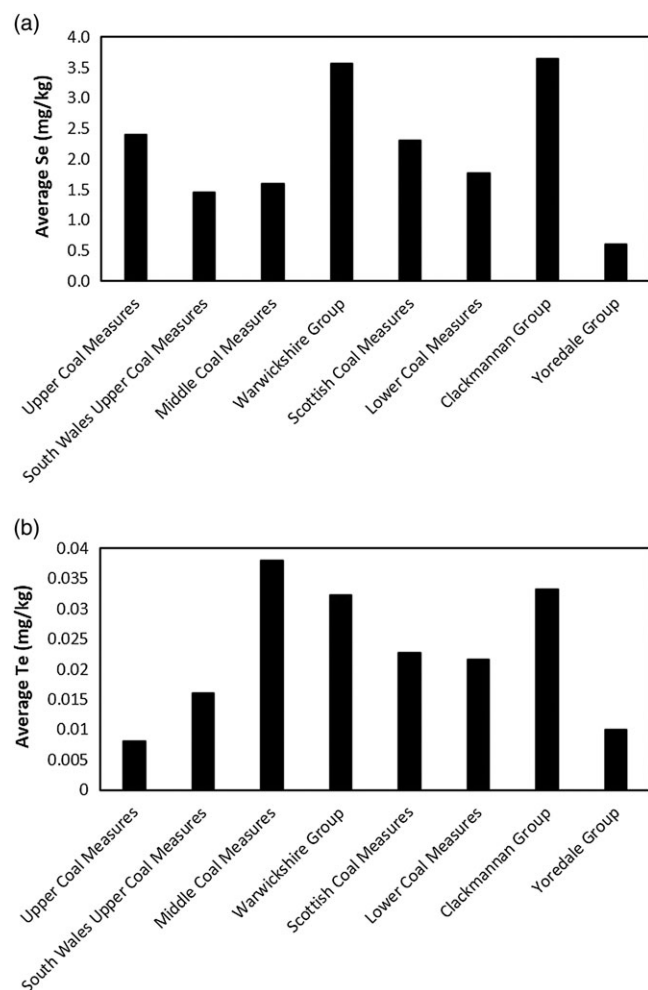 (a)
Average Se (mg/kg)
4.0
3.5
3.0
2.5
2.0
1.5
1.0
0.5
0.0
Upper Coal Measures
South Wales Upper Coal Measures
Middle Coal Measures
Warwickshire Group
Scottish Coal Measures
Lower Coal Measures
Clackmannan Group
Yoredale Group
(b)
Average Te (mg/kg)
0.04
0.035
0.03
0.025
0.02
0.015
0.01
0.005
0
Upper Coal Measures
South Wales Upper Coal Measures
Middle Coal Measures
Warwickshire Group
Scottish Coal Measures
Lower Coal Measures
Clackmannan Group
Yoredale Group